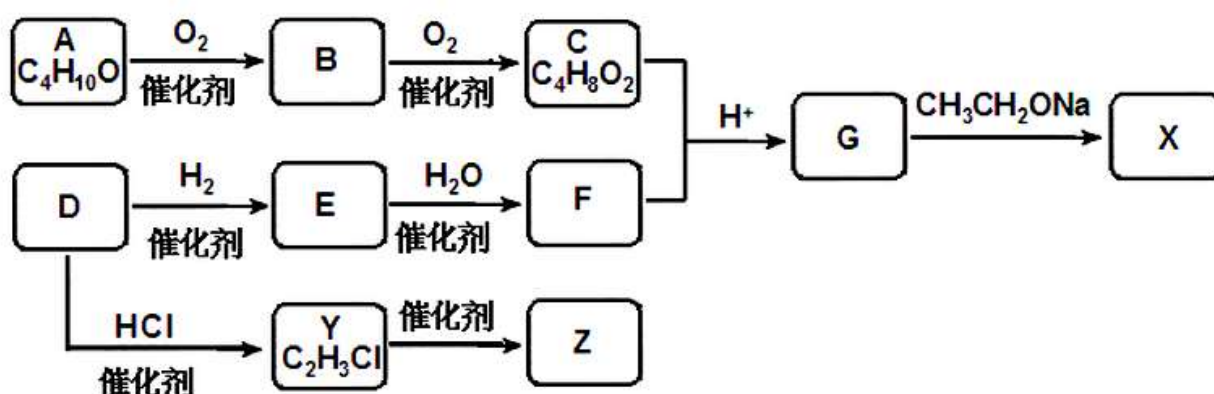 A C₄H₁₀O O₂ 催化剂 B O₂ 催化剂 C C₄H₈O₂
H⁺ G CH₃CH₂ONa X
D H₂ 催化剂 E H₂O 催化剂 F
HCl 催化剂 Y C₂H₃Cl 催化剂 Z